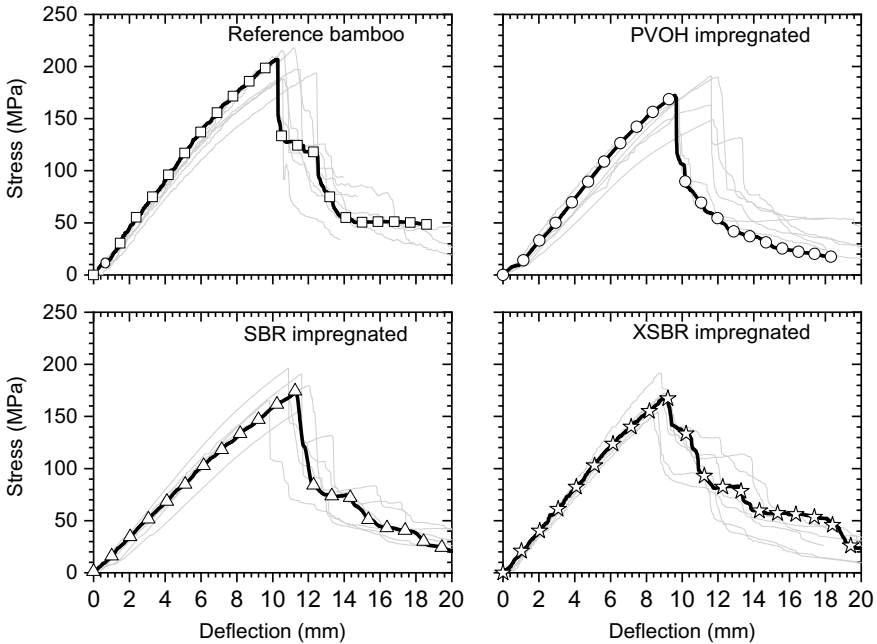 250
200
150
100
50
0
Stress (MPa)
Reference bamboo
PVOH impregnated
250
200
150
100
50
0
Stress (MPa)
SBR impregnated
XSBR impregnated
0 2 4 6 8 10 12 14 16 18 20
0 2 4 6 8 10 12 14 16 18 20
Deflection (mm)
Deflection (mm)